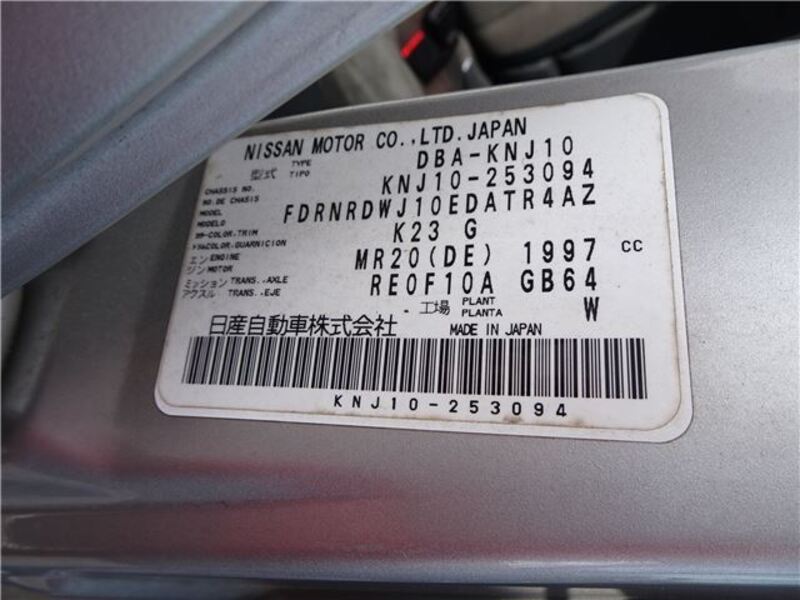 NISSAN MOTOR CO.,LTD.JAPAN
型式 TYPE TIPO DBA-KNJ10
CHASSIS NO. NO.DE CHASIS KNJ10-253094
MODEL MODELO FDRNRDWJ10EDATR4AZ
COLOR,TRIM COLOR,GUARNICION K23 G
エンジン ENGINE MOTOR MR20(DE) 1997 CC
ミッション アクスル TRANS.,AXLE TRANS.,EJE RE0F10A GB64
工場 PLANT PLANTA W
日産自動車株式会社 MADE IN JAPAN
KNJ10-253094